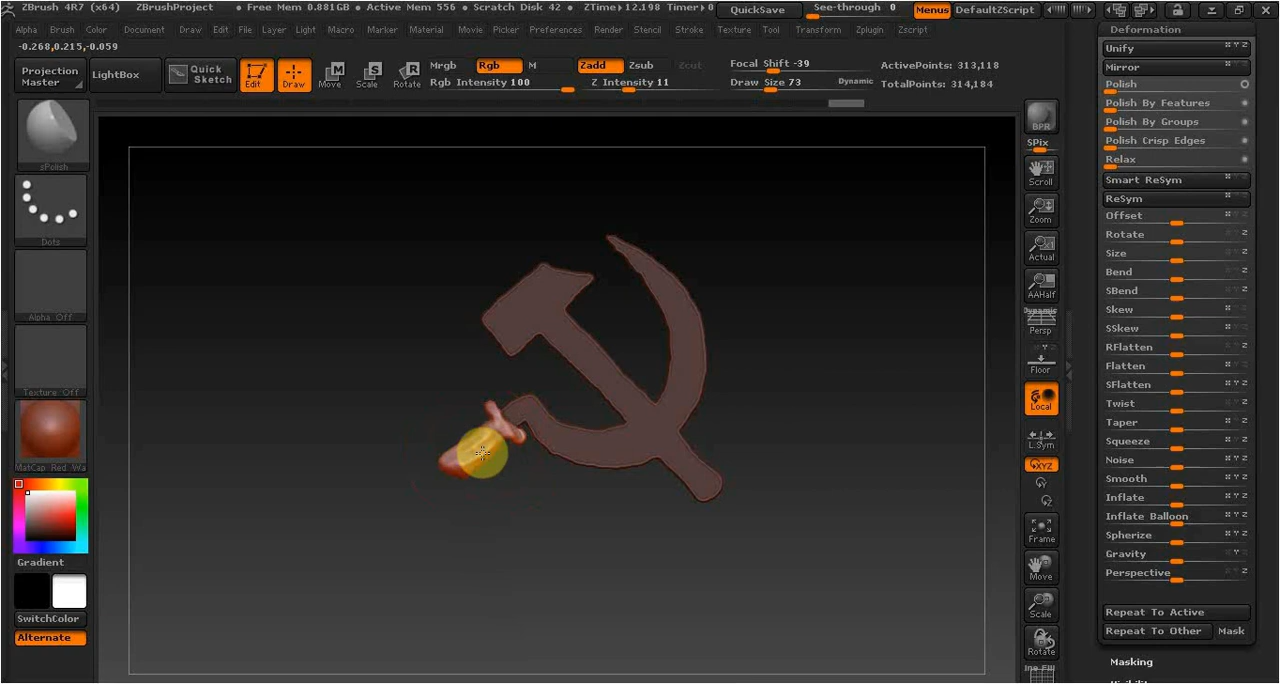 ZBrush 4R7 (x64) ZBrushProject • Free Mem 0.881GB • Active Mem 556 • Scratch Disk 42 • ZTime▸12.198 Timer▸0 QuickSave See-through 0 Menus DefaultZScript
Alpha Brush Color Document Draw Edit File Layer Light Macro Marker Material Movie Picker Preferences Render Stencil Stroke Texture Tool Transform Zplugin Zscript
-0.268,0.215,-0.059
Projection Master
LightBox
Quick Sketch
Edit
Draw
Move
Scale
Rotate
Mrgb Rgb M
Rgb Intensity 100
Zadd Zsub Zcut
Z Intensity 11
Focal Shift -39
Draw Size 73 Dynamic
ActivePoints: 313,118
TotalPoints: 314,184
sPolish
Dots
Alpha Off
Texture Off
MatCap Red Wa
Gradient
SwitchColor
Alternate
BPR
SPix
Scroll
Zoom
Actual
AAHalf
Dynamic
Persp
Floor
Local
L.Sym
XYZ
Y
Z
Frame
Move
Scale
Rotate
Line Fill
Deformation
Unify
Mirror
Polish
Polish By Features
Polish By Groups
Polish Crisp Edges
Relax
Smart ReSym
ReSym
Offset
Rotate
Size
Bend
SBend
Skew
SSkew
RFlatten
Flatten
SFlatten
Twist
Taper
Squeeze
Noise
Smooth
Inflate
Inflate Balloon
Spherize
Gravity
Perspective
Repeat To Active
Repeat To Other Mask
Masking